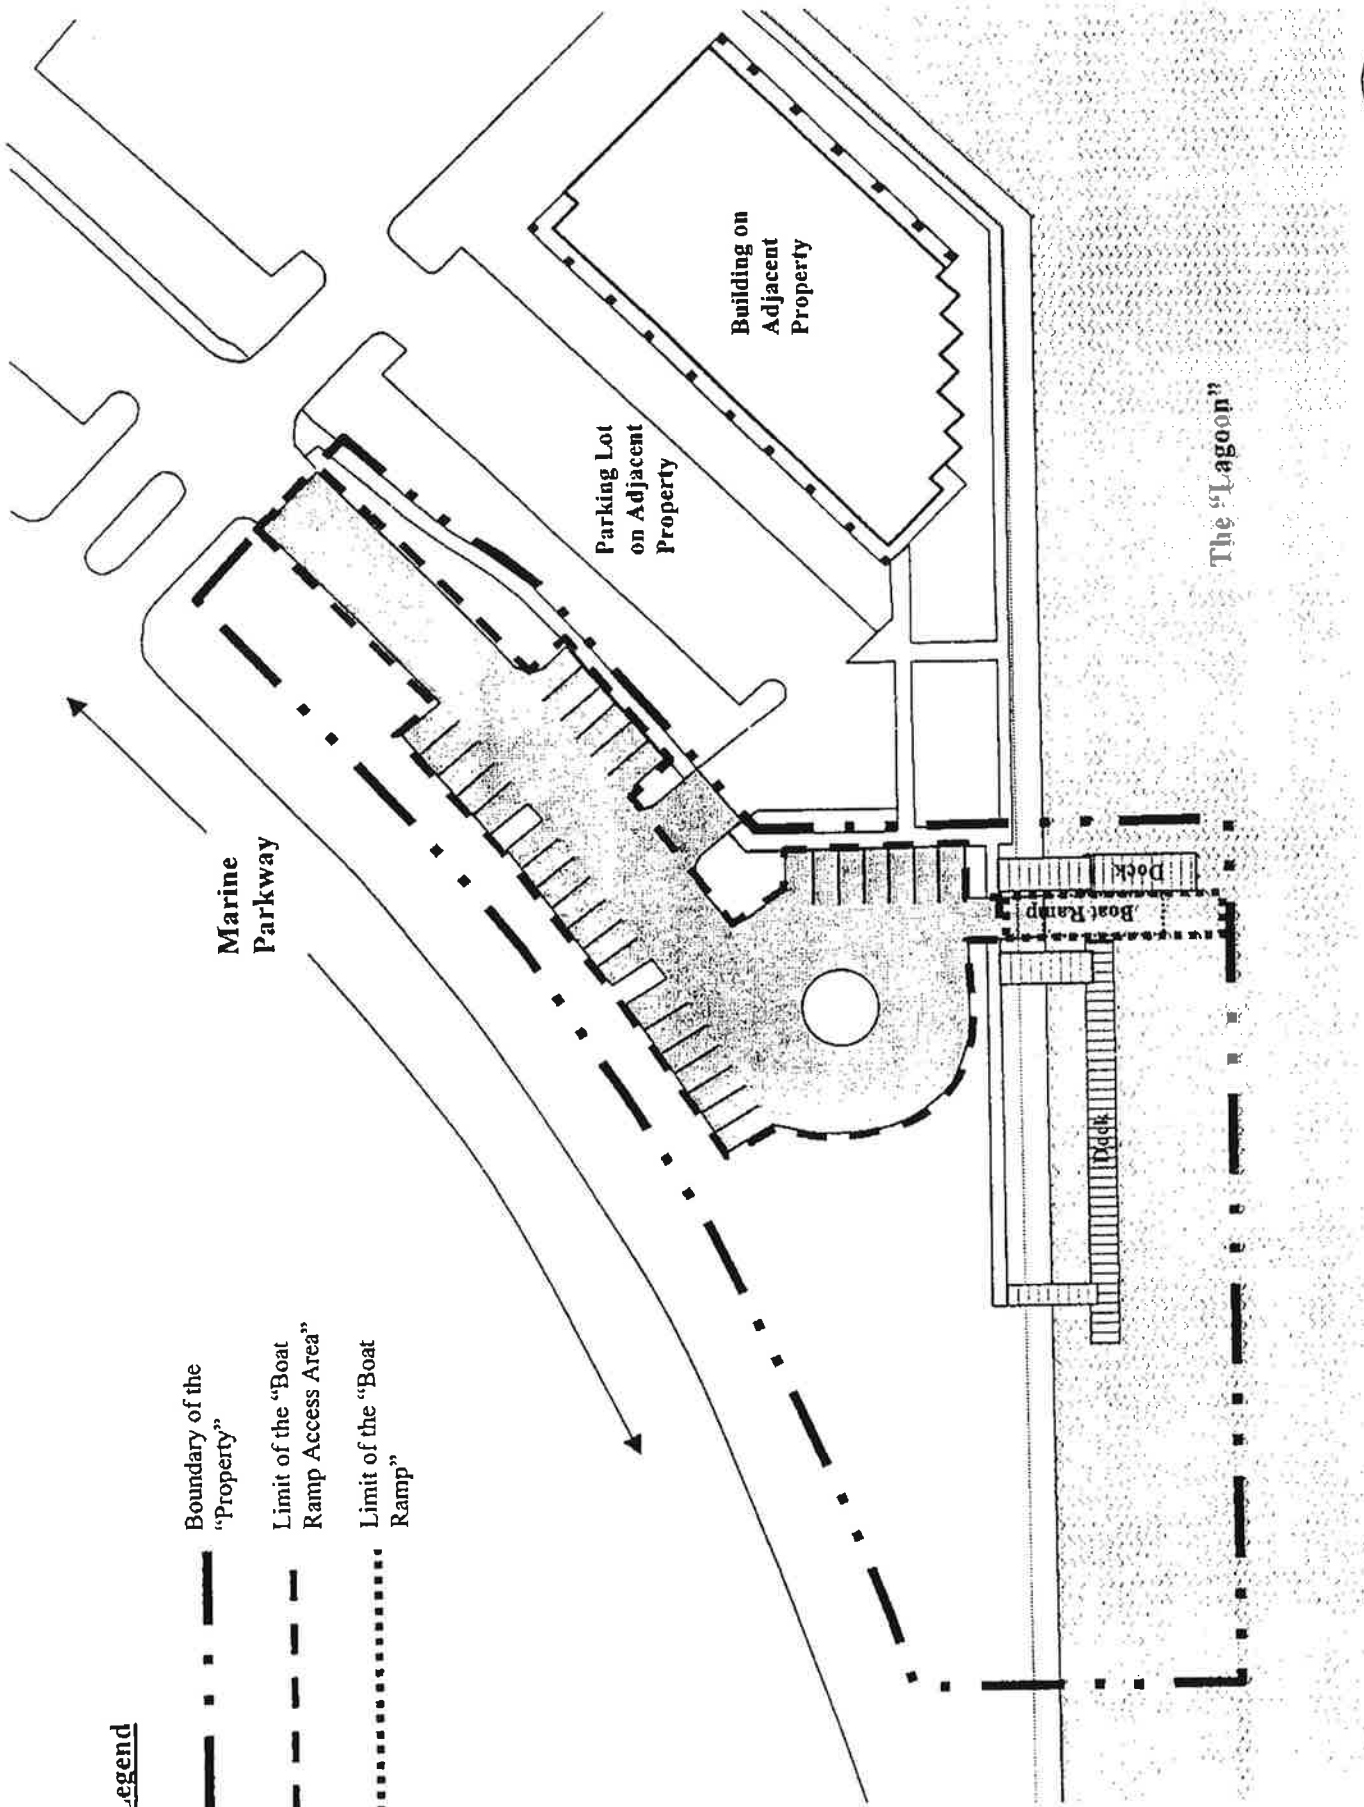 Legend
Boundary of the
"Property"
Limit of the "Boat
Ramp Access Area"
Limit of the "Boat
Ramp"
Marine
Parkway
Parking Lot
on Adjacent
Property
Building on
Adjacent
Property
Dock
Boat Ramp
Dock
The "Lagoon"